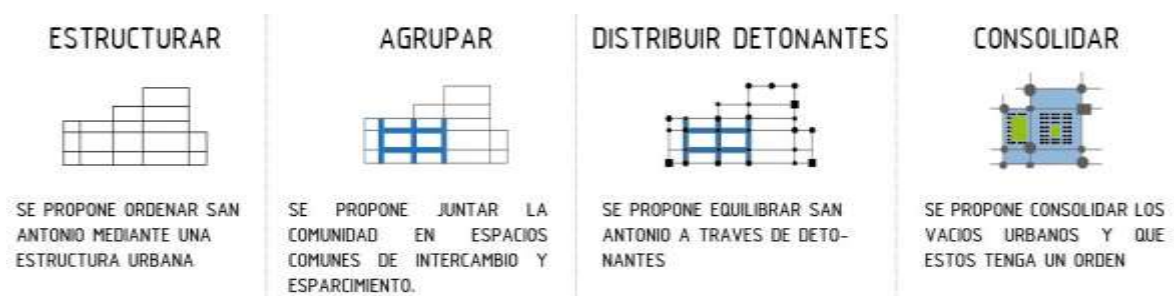 ESTRUCTURAR
SE PROPONE ORDENAR SAN
ANTONIO MEDIANTE UNA
ESTRUCTURA URBANA
AGRUPAR
SE PROPONE JUNTAR LA
COMUNIDAD EN ESPACIOS
COMUNES DE INTERCAMBIO Y
ESPARCIMIENTO.
DISTRIBUIR DETONANTES
SE PROPONE EQUILIBRAR SAN
ANTONIO A TRAVES DE DETO-
NANTES
CONSOLIDAR
SE PROPONE CONSOLIDAR LOS
VACIOS URBANOS Y QUE
ESTOS TENGA UN ORDEN